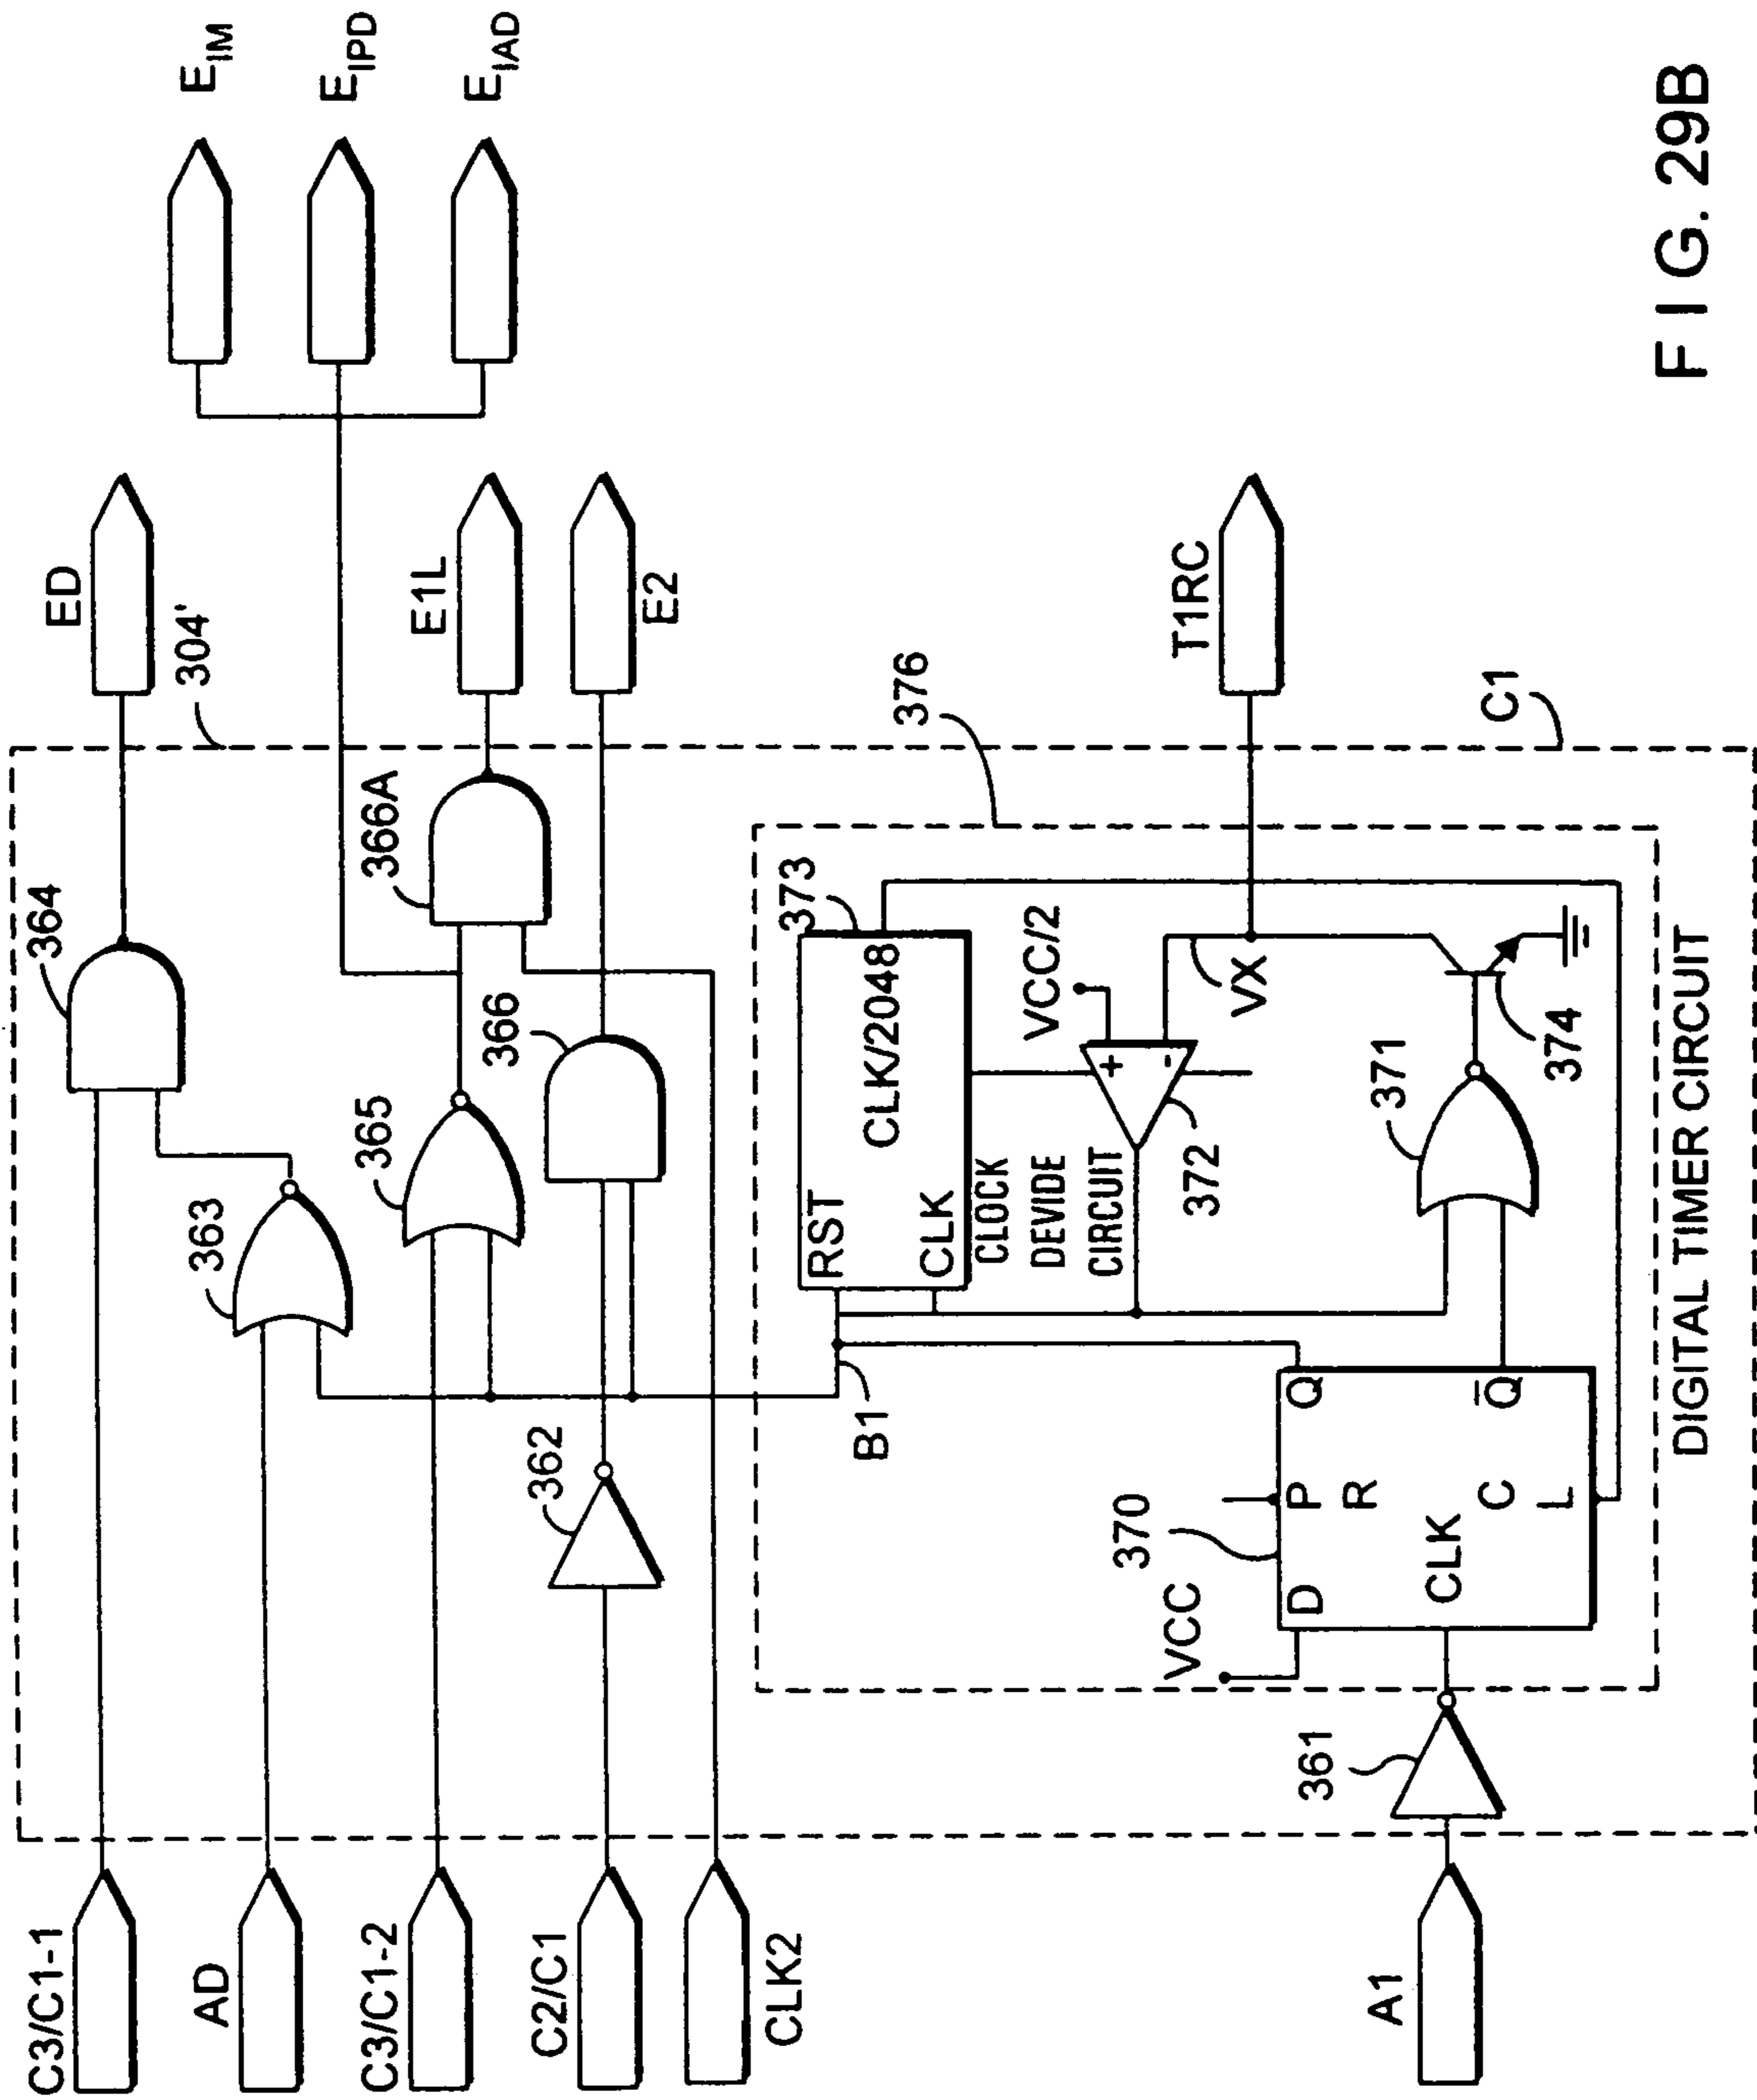 C3/C1-1
AD
C3/C1-2
C2/C1
CLK2
A1
364
363
365
362
366
366A
304'
ED
E1L
E2
E_IM
E_IPD
E_IAD
376
T1RC
C1
373
RST
CLK/2048
CLK
CLOCK
DEVIDE
CIRCUIT
VCC/2
+
-
372
VX
371
374
B1
370
VCC
D
P
R
Q
CLK
C
L
Q̅
361
DIGITAL TIMER CIRCUIT
FIG. 29B